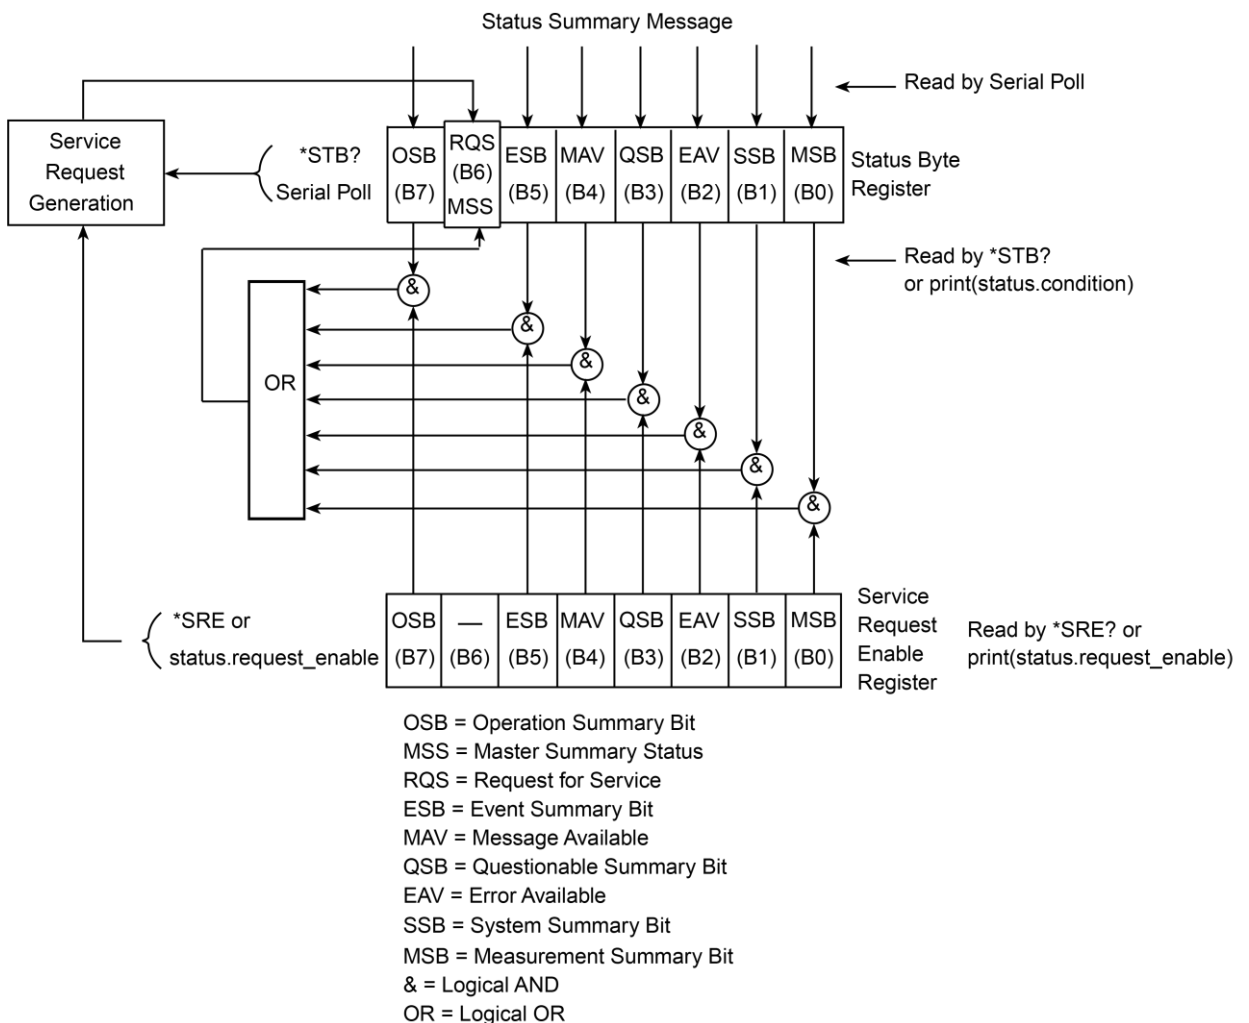 Status Summary Message
Read by Serial Poll
Service
Request
Generation
*STB?
Serial Poll
OSB
(B7)
RQS
(B6)
MSS
ESB
(B5)
MAV
(B4)
QSB
(B3)
EAV
(B2)
SSB
(B1)
MSB
(B0)
Status Byte
Register
Read by *STB?
or print(status.condition)
&
&
&
&
&
&
&
OR
*SRE or
status.request_enable
OSB
(B7)
—
(B6)
ESB
(B5)
MAV
(B4)
QSB
(B3)
EAV
(B2)
SSB
(B1)
MSB
(B0)
Service
Request
Enable
Register
Read by *SRE? or
print(status.request_enable)
OSB = Operation Summary Bit
MSS = Master Summary Status
RQS = Request for Service
ESB = Event Summary Bit
MAV = Message Available
QSB = Questionable Summary Bit
EAV = Error Available
SSB = System Summary Bit
MSB = Measurement Summary Bit
& = Logical AND
OR = Logical OR